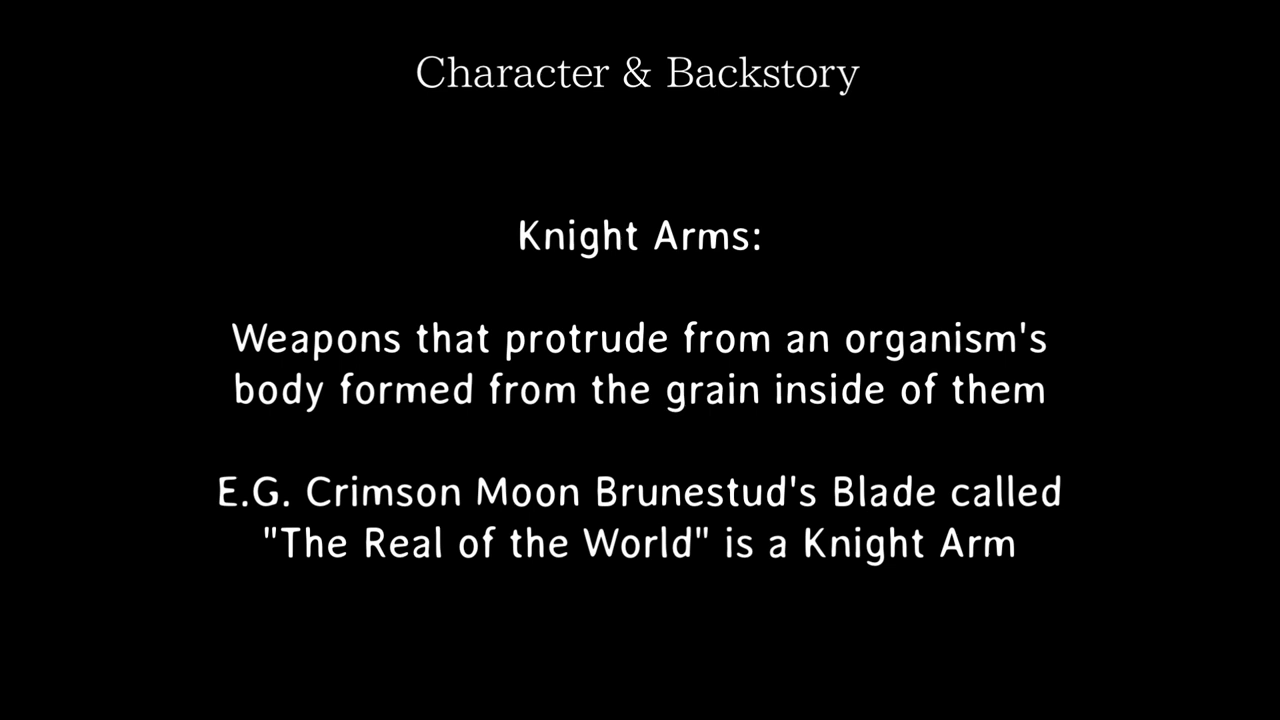 Character & Backstory
Knight Arms:
Weapons that protrude from an organism's
body formed from the grain inside of them
E.G. Crimson Moon Brunestud's Blade called
"The Real of the World" is a Knight Arm